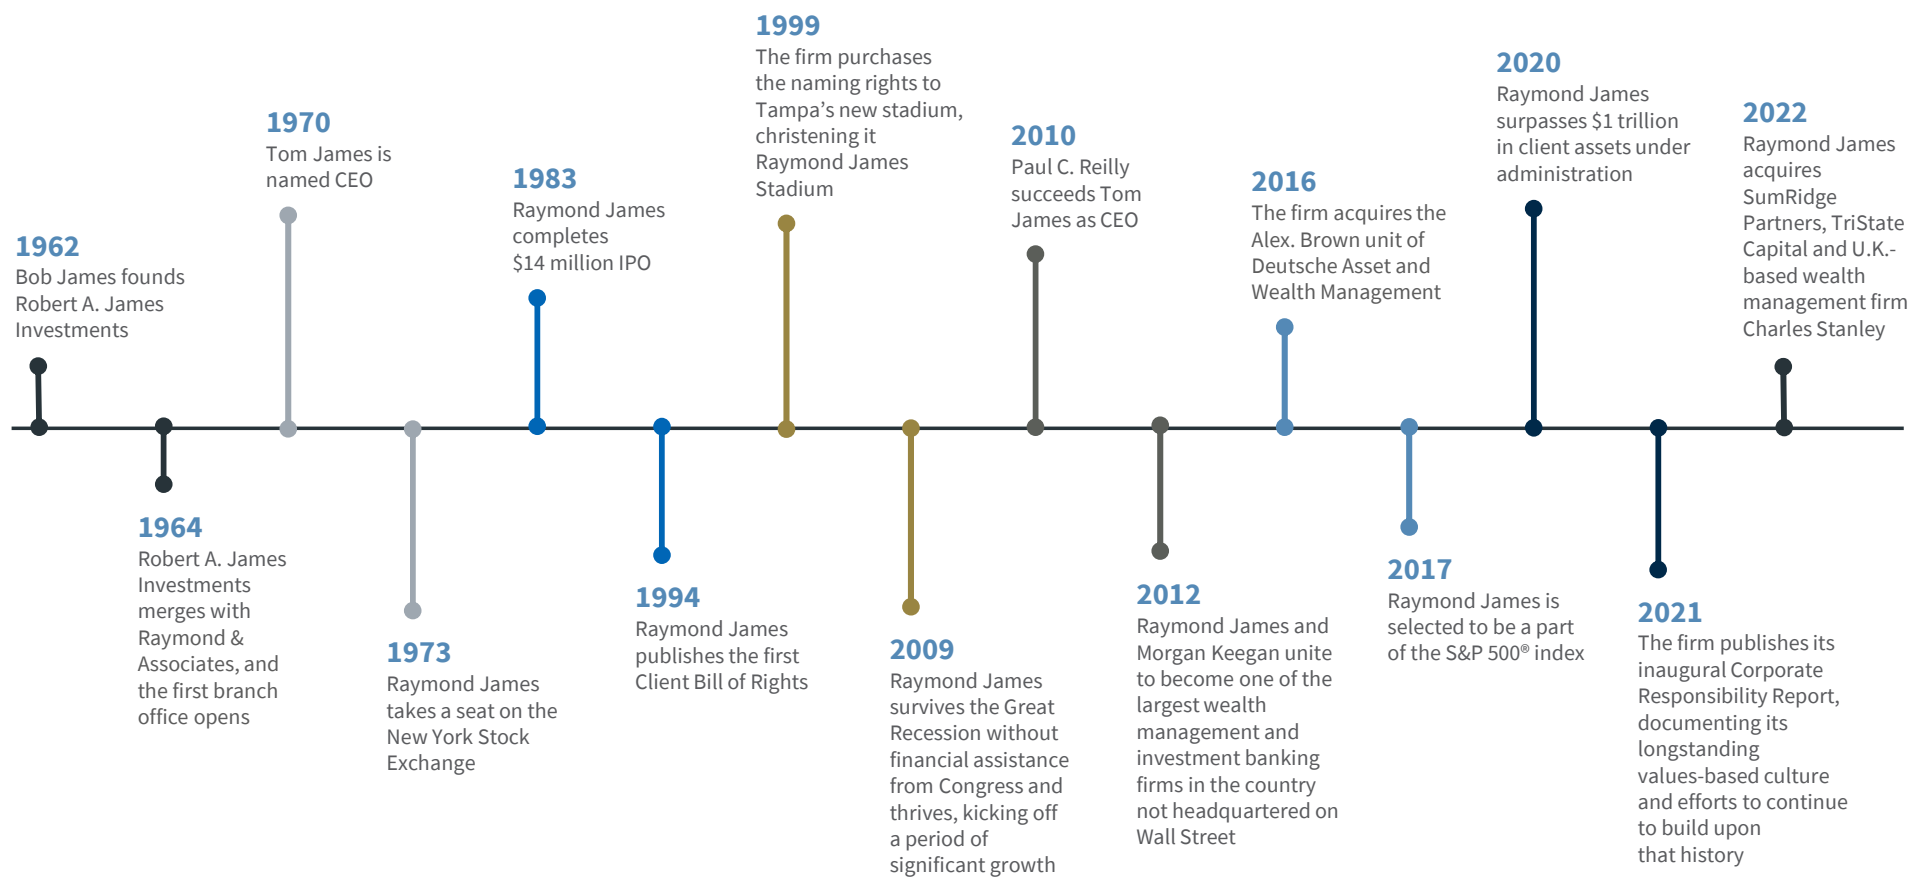 1962
Bob James founds
Robert A. James
Investments
1964
Robert A. James
Investments
merges with
Raymond &
Associates, and
the first branch
office opens
1970
Tom James is
named CEO
1973
Raymond James
takes a seat on the
New York Stock
Exchange
1983
Raymond James
completes
$14 million IPO
1994
Raymond James
publishes the first
Client Bill of Rights
1999
The firm purchases
the naming rights to
Tampa’s new stadium,
christening it
Raymond James
Stadium
2009
Raymond James
survives the Great
Recession without
financial assistance
from Congress and
thrives, kicking off
a period of
significant growth
2010
Paul C. Reilly
succeeds Tom
James as CEO
2012
Raymond James and
Morgan Keegan unite
to become one of the
largest wealth
management and
investment banking
firms in the country
not headquartered on
Wall Street
2016
The firm acquires the
Alex. Brown unit of
Deutsche Asset and
Wealth Management
2017
Raymond James is
selected to be a part
of the S&P 500® index
2020
Raymond James
surpasses $1 trillion
in client assets under
administration
2021
The firm publishes its
inaugural Corporate
Responsibility Report,
documenting its
longstanding
values-based culture
and efforts to continue
to build upon
that history
2022
Raymond James
acquires
SumRidge
Partners, TriState
Capital and U.K.-
based wealth
management firm
Charles Stanley